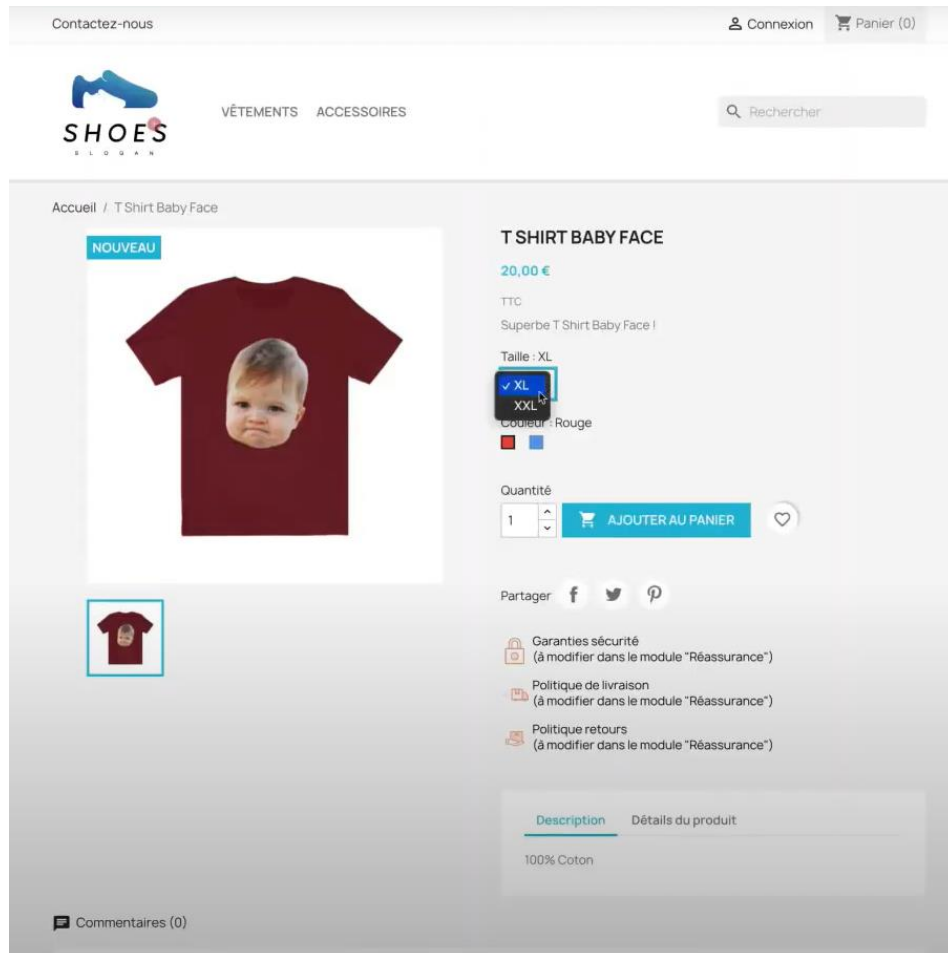 Contactez-nous
Connexion
Panier (0)
SHOES
SLOGAN
VÊTEMENTS ACCESSOIRES
Rechercher
Accueil / T Shirt Baby Face
NOUVEAU
T SHIRT BABY FACE
20,00 €
TTC
Superbe T Shirt Baby Face !
Taille : XL
✓ XL
XXL
Couleur : Rouge
Quantité
1
AJOUTER AU PANIER
Partager
Garanties sécurité
(à modifier dans le module "Réassurance")
Politique de livraison
(à modifier dans le module "Réassurance")
Politique retours
(à modifier dans le module "Réassurance")
Description Détails du produit
100% Coton
Commentaires (0)